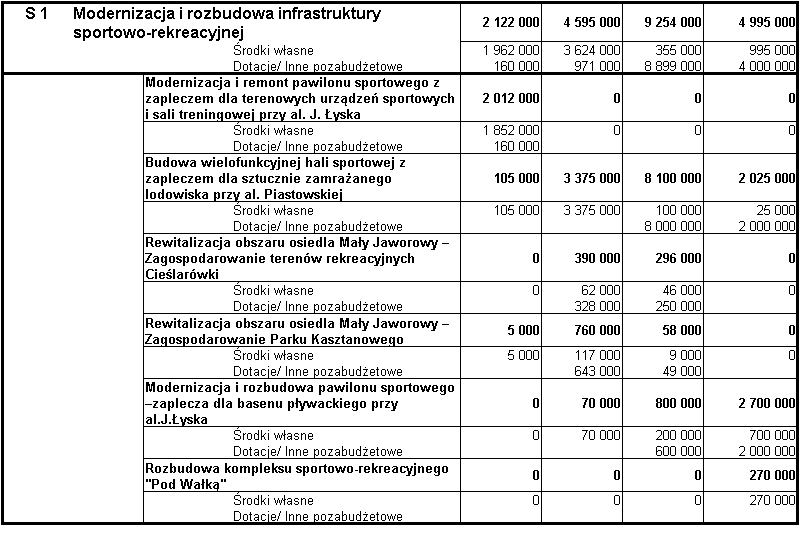 S 1 Modernizacja i rozbudowa infrastruktury
sportowo-rekreacyjnej 2 122 000 4 595 000 9 254 000 4 995 000
Środki własne 1 962 000 3 624 000 355 000 995 000
Dotacje/ Inne pozabudżetowe 160 000 971 000 8 899 000 4 000 000
Modernizacja i remont pawilonu sportowego z
zapleczem dla terenowych urządzeń sportowych 2 012 000 0 0 0
i sali treningowej przy al. J. Łyska
Środki własne 1 852 000 0 0 0
Dotacje/ Inne pozabudżetowe 160 000
Budowa wielofunkcyjnej hali sportowej z
zapleczem dla sztucznie zamrażanego 105 000 3 375 000 8 100 000 2 025 000
lodowiska przy al. Piastowskiej
Środki własne 105 000 3 375 000 100 000 25 000
Dotacje/ Inne pozabudżetowe 8 000 000 2 000 000
Rewitalizacja obszaru osiedla Mały Jaworowy –
Zagospodarowanie terenów rekreacyjnych 0 390 000 296 000 0
Cieślarówki
Środki własne 0 62 000 46 000 0
Dotacje/ Inne pozabudżetowe 328 000 250 000
Rewitalizacja obszaru osiedla Mały Jaworowy –
Zagospodarowanie Parku Kasztanowego 5 000 760 000 58 000 0
Środki własne 5 000 117 000 9 000 0
Dotacje/ Inne pozabudżetowe 643 000 49 000
Modernizacja i rozbudowa pawilonu sportowego
–zaplecza dla basenu pływackiego przy 0 70 000 800 000 2 700 000
al.J.Łyska
Środki własne 0 70 000 200 000 700 000
Dotacje/ Inne pozabudżetowe 600 000 2 000 000
Rozbudowa kompleksu sportowo-rekreacyjnego
"Pod Wałką" 0 0 0 270 000
Środki własne 0 0 0 270 000
Dotacje/ Inne pozabudżetowe